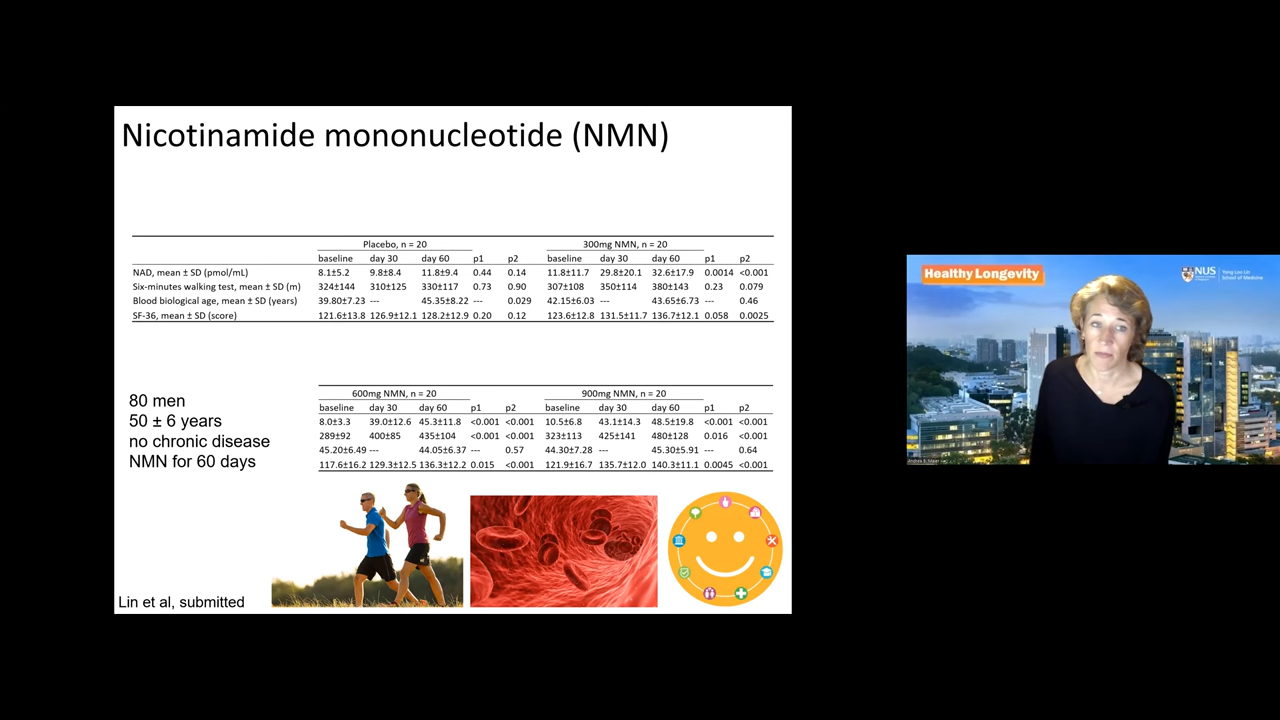 Nicotinamide mononucleotide (NMN)
Placebo, n = 20 300mg NMN, n = 20
baseline day 30 day 60 p1 p2 baseline day 30 day 60 p1 p2
NAD, mean ± SD (pmol/mL) 8.1±5.2 9.8±8.4 11.8±9.4 0.44 0.14 11.8±11.7 29.8±20.1 32.6±17.9 0.0014 <0.001
Six-minutes walking test, mean ± SD (m) 324±144 310±125 330±117 0.73 0.90 307±108 350±114 380±143 0.23 0.079
Blood biological age, mean ± SD (years) 39.80±7.23 --- 45.35±8.22 --- 0.029 42.15±6.03 --- 43.65±6.73 --- 0.46
SF-36, mean ± SD (score) 121.6±13.8 126.9±12.1 128.2±12.9 0.20 0.12 123.6±12.8 131.5±11.7 136.7±12.1 0.058 0.0025
600mg NMN, n = 20 900mg NMN, n = 20
baseline day 30 day 60 p1 p2 baseline day 30 day 60 p1 p2
8.0±3.3 39.0±12.6 45.3±11.8 <0.001 <0.001 10.5±6.8 43.1±14.3 48.5±19.8 <0.001 <0.001
289±92 400±85 435±104 <0.001 <0.001 323±113 425±141 480±128 0.016 <0.001
45.20±6.49 --- 44.05±6.37 --- 0.57 44.30±7.28 --- 45.30±5.91 --- 0.64
117.6±16.2 129.3±12.5 136.3±12.2 0.015 <0.001 121.9±16.7 135.7±12.0 140.3±11.1 0.0045 <0.001
80 men
50 ± 6 years
no chronic disease
NMN for 60 days
Lin et al, submitted
Healthy Longevity
NUS
Yong Loo Lin
School of Medicine